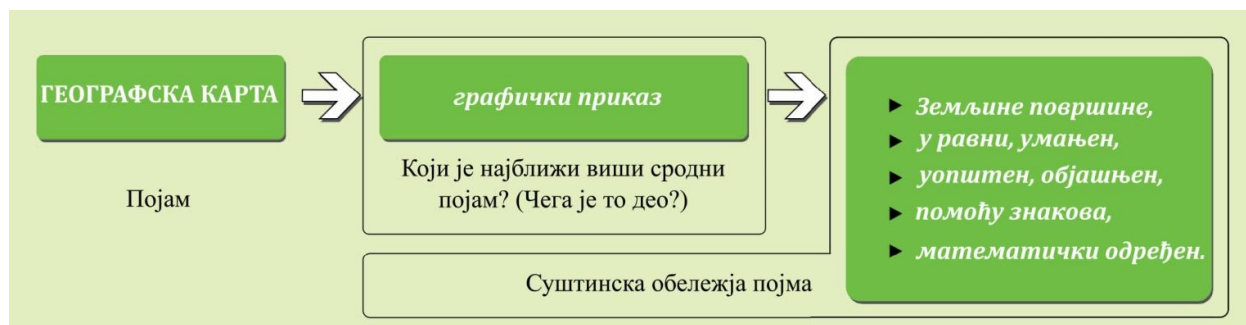 ГЕОГРАФСКА КАРТА
Појам
графички приказ
Који је најближи виши сродни
појам? (Чега је то део?)
► Земљине површине,
► у равни, умањен,
► уопштен, објашњен,
► помоћу знакова,
► математички одређен.
Суштинска обележја појма